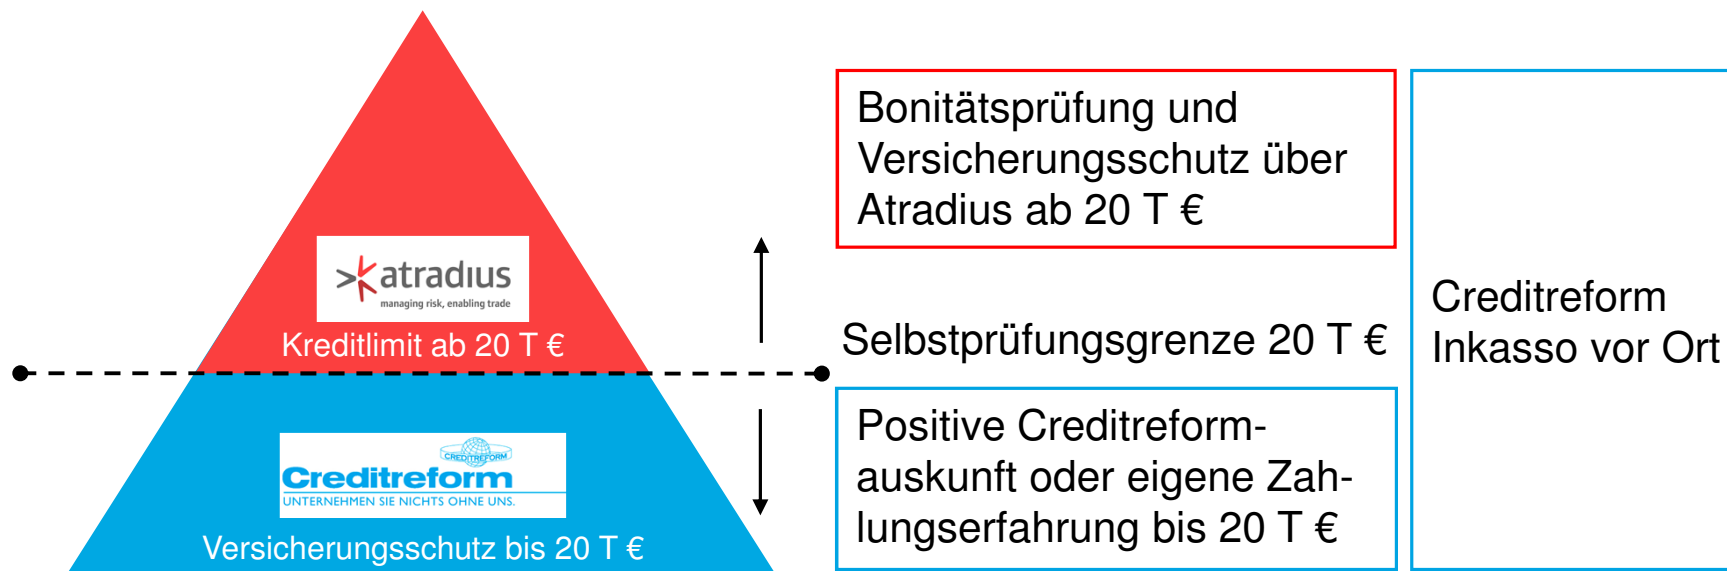 atradius
managing risk, enabling trade
Kreditlimit ab 20 T €
CREDITREFORM
Creditreform
UNTERNEHMEN SIE NICHTS OHNE UNS.
Versicherungsschutz bis 20 T €
Bonitätsprüfung und
Versicherungsschutz über
Atradius ab 20 T €
Selbstprüfungsgrenze 20 T €
Positive Creditreform-
auskunft oder eigene Zah-
lungserfahrung bis 20 T €
Creditreform
Inkasso vor Ort